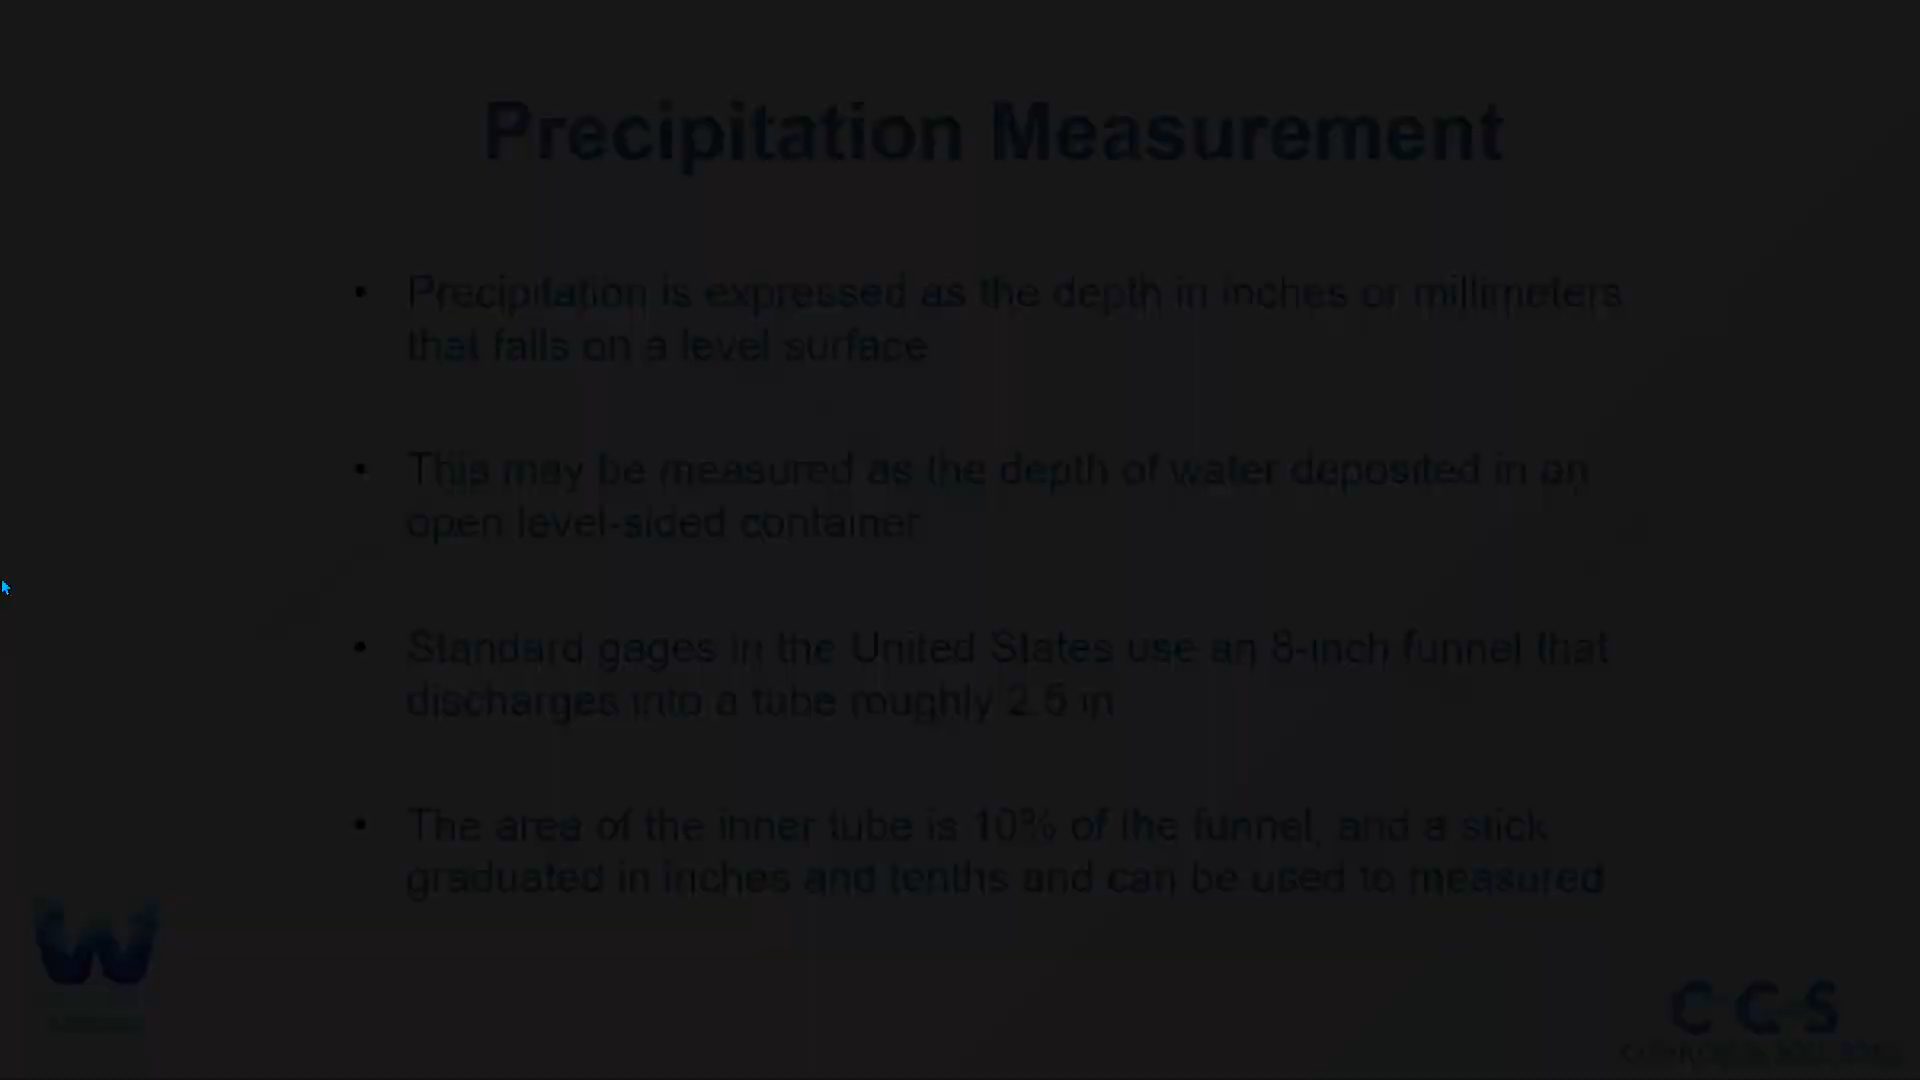 Precipitation Measurement
• Precipitation is expressed as the depth in inches or millimeters
that falls on a level surface
• This may be measured as the depth of water deposited in an
open level-sided container
• Standard gages in the United States use an 8-inch funnel that
discharges into a tube roughly 2.5 in
• The area of the inner tube is 10% of the funnel, and a stick
graduated in inches and tenths and can be used to measured
W
CCS